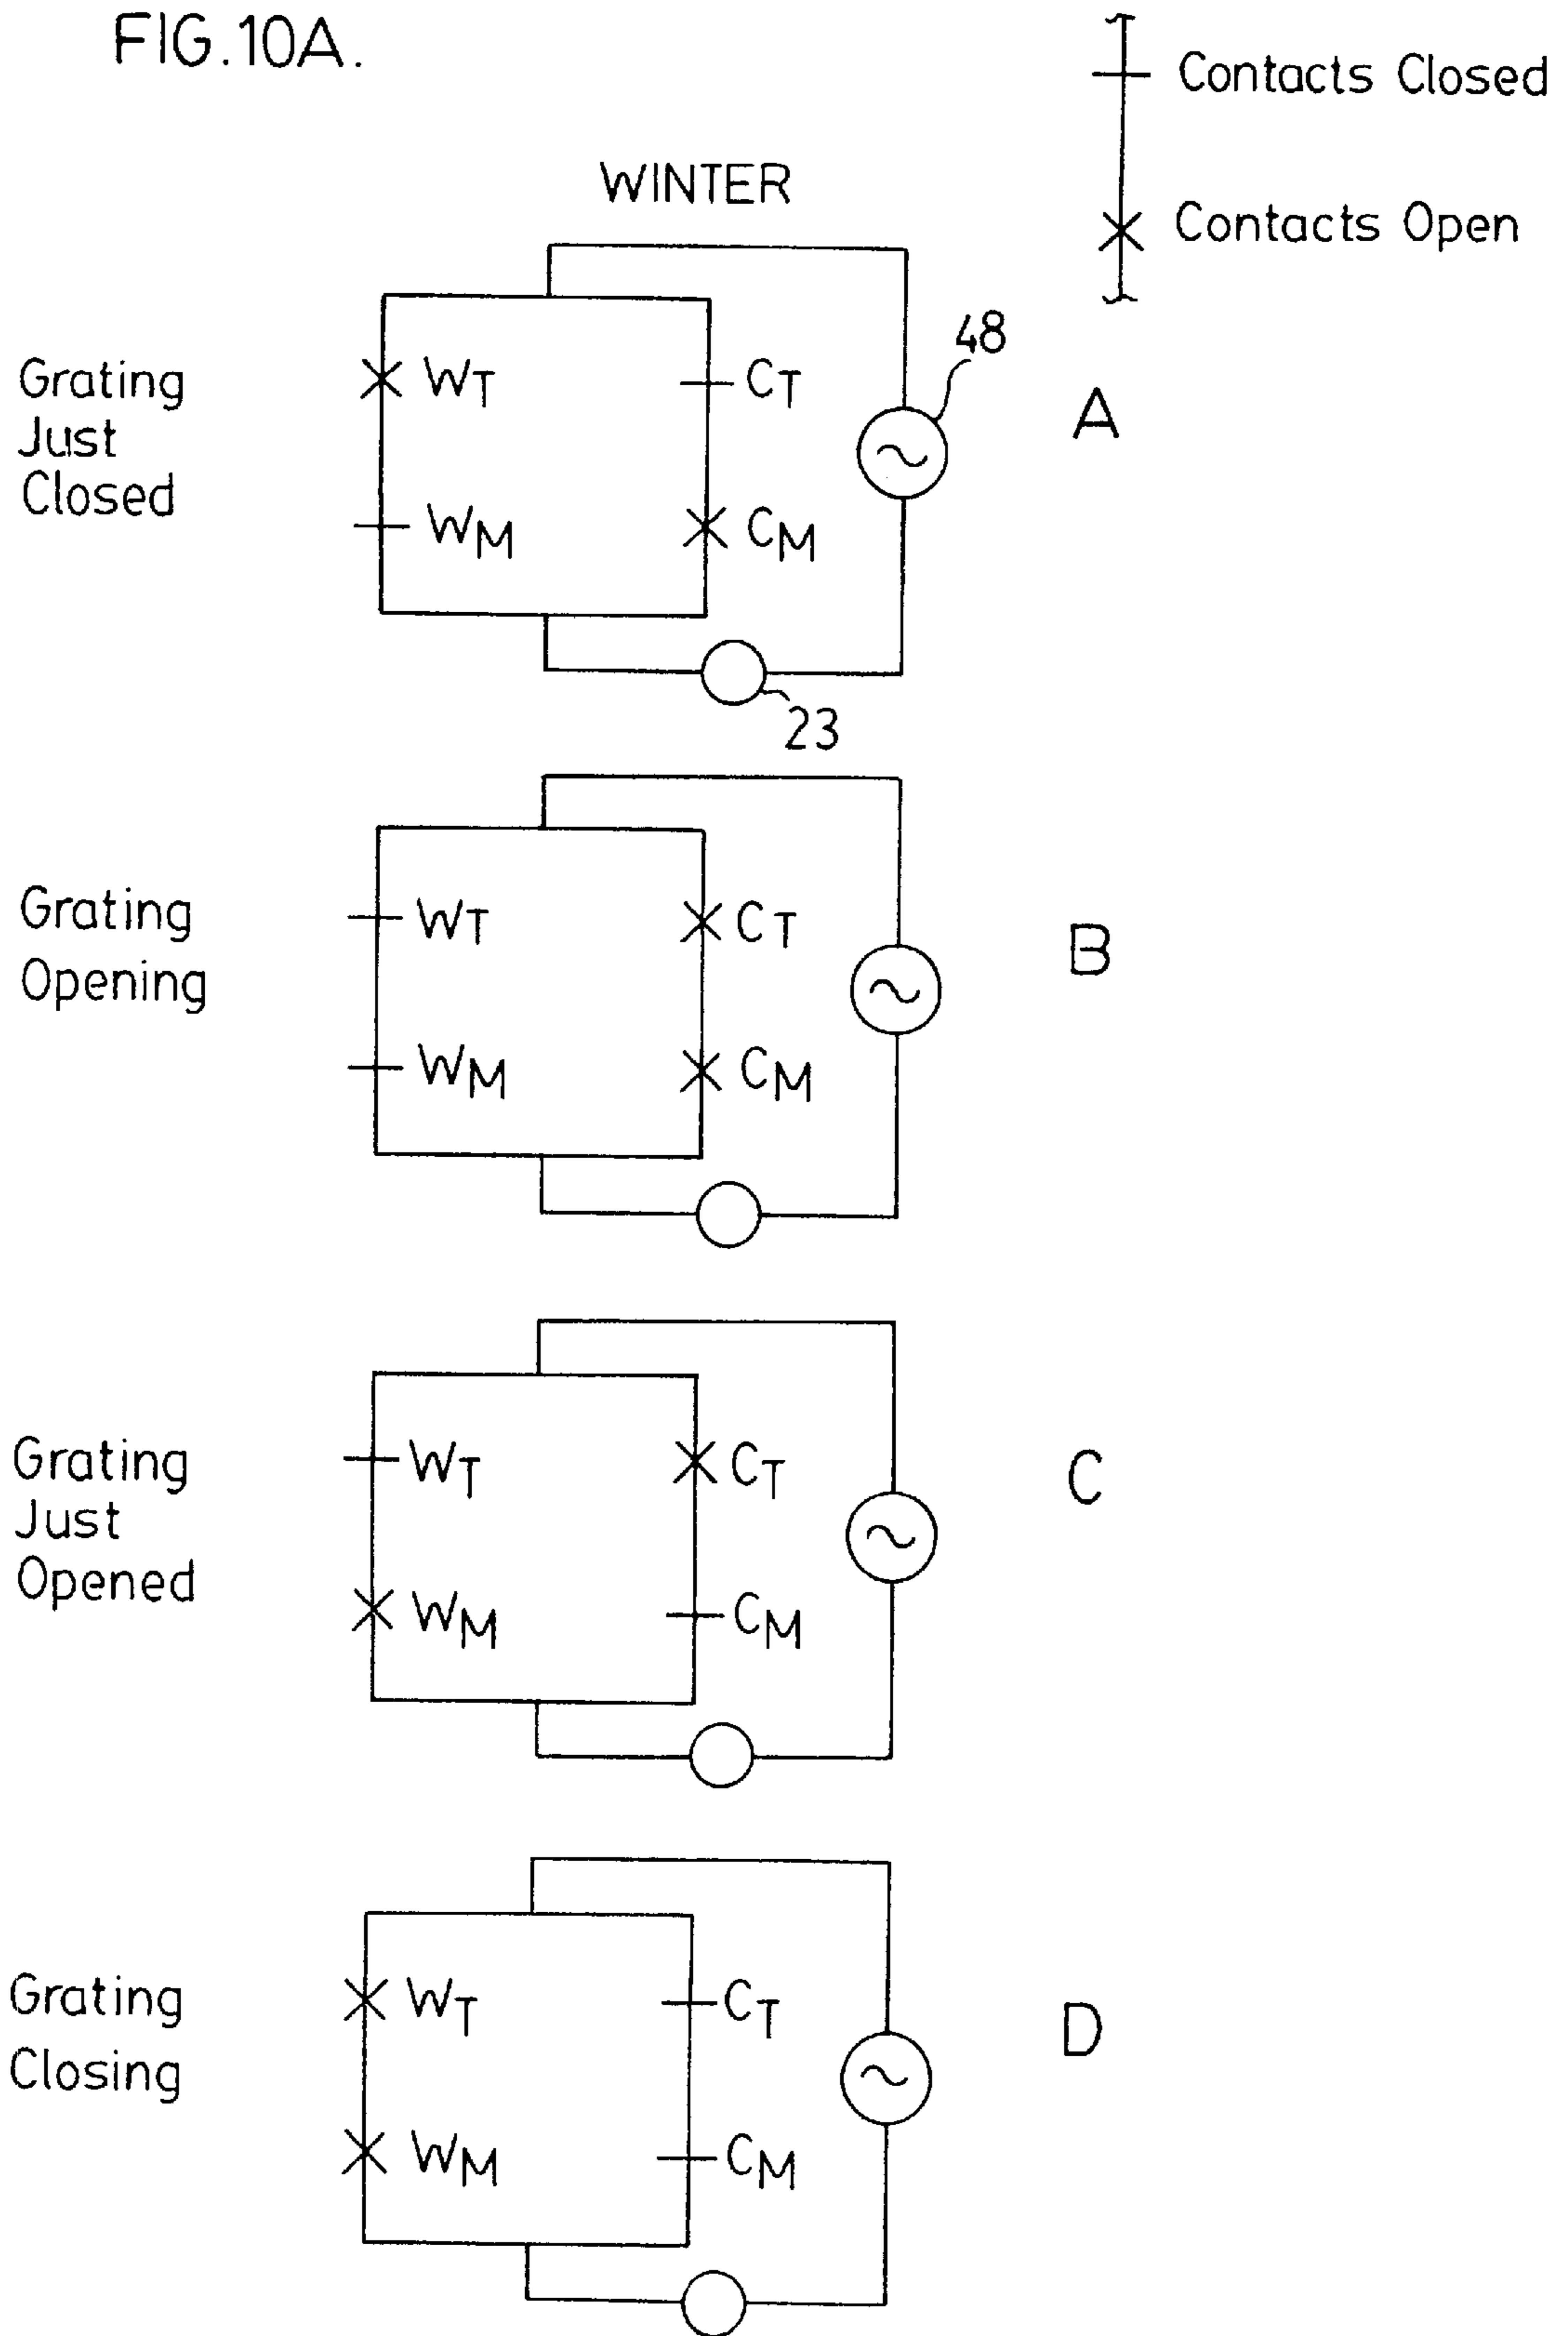 FIG.10A.
Contacts Closed
Contacts Open
WINTER
48
Grating
Just
Closed
WT
CT
A
WM
CM
23
Grating
Opening
WT
CT
B
WM
CM
Grating
Just
Opened
WT
CT
C
WM
CM
Grating
Closing
WT
CT
D
WM
CM